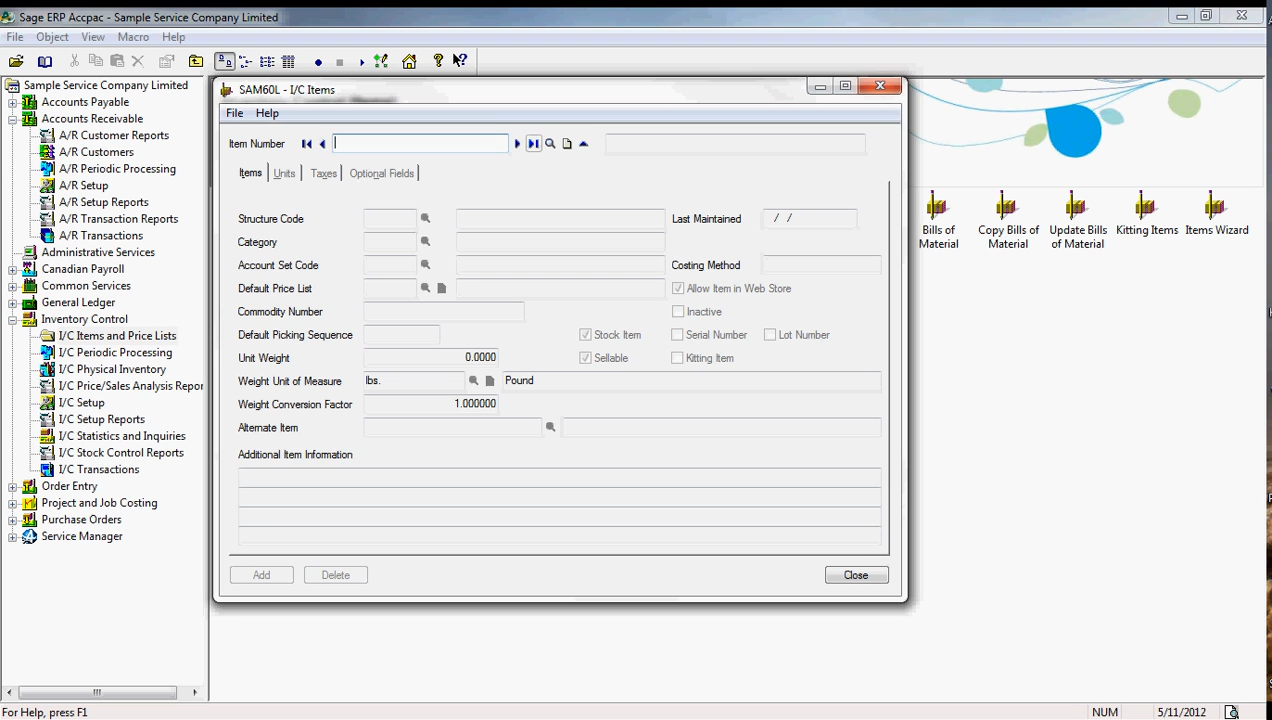 Sage ERP Accpac - Sample Service Company Limited
File Object View Macro Help
Sample Service Company Limited
Accounts Payable
Accounts Receivable
A/R Customer Reports
A/R Customers
A/R Periodic Processing
A/R Setup
A/R Setup Reports
A/R Transaction Reports
A/R Transactions
Administrative Services
Canadian Payroll
Common Services
General Ledger
Inventory Control
I/C Items and Price Lists
I/C Periodic Processing
I/C Physical Inventory
I/C Price/Sales Analysis Repor
I/C Setup
I/C Setup Reports
I/C Statistics and Inquiries
I/C Stock Control Reports
I/C Transactions
Order Entry
Project and Job Costing
Purchase Orders
Service Manager
SAM60L - I/C Items
File Help
Item Number
Items Units Taxes Optional Fields
Structure Code Last Maintained / /
Category
Account Set Code Costing Method
Default Price List Allow Item in Web Store
Commodity Number Inactive
Default Picking Sequence Stock Item Serial Number Lot Number
Unit Weight 0.0000 Sellable Kitting Item
Weight Unit of Measure lbs. Pound
Weight Conversion Factor 1.000000
Alternate Item
Additional Item Information
Add Delete Close
Bills of Material
Copy Bills of Material
Update Bills of Material
Kitting Items
Items Wizard
For Help, press F1 NUM 5/11/2012